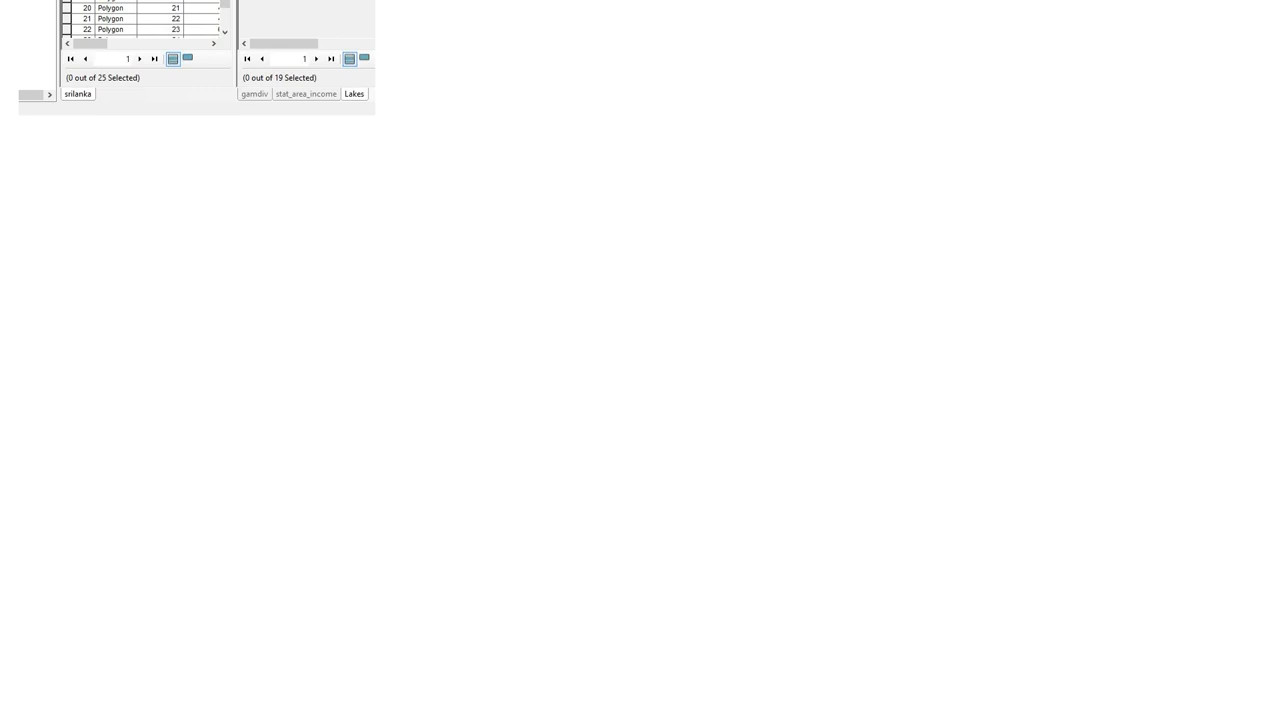 20 Polygon 21
21 Polygon 22
22 Polygon 23
1
1
(0 out of 25 Selected)
(0 out of 19 Selected)
srilanka
gamdiv stat_area_income Lakes